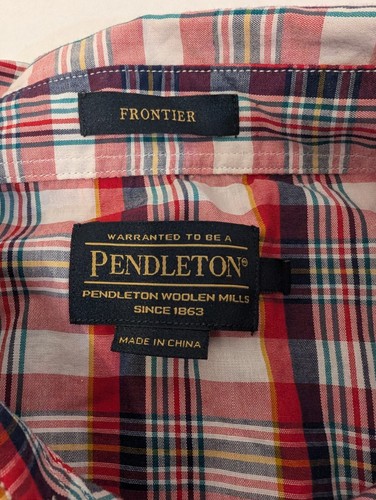 FRONTIER
WARRANTED TO BE A
PENDLETON®
PENDLETON WOOLEN MILLS
SINCE 1863
MADE IN CHINA